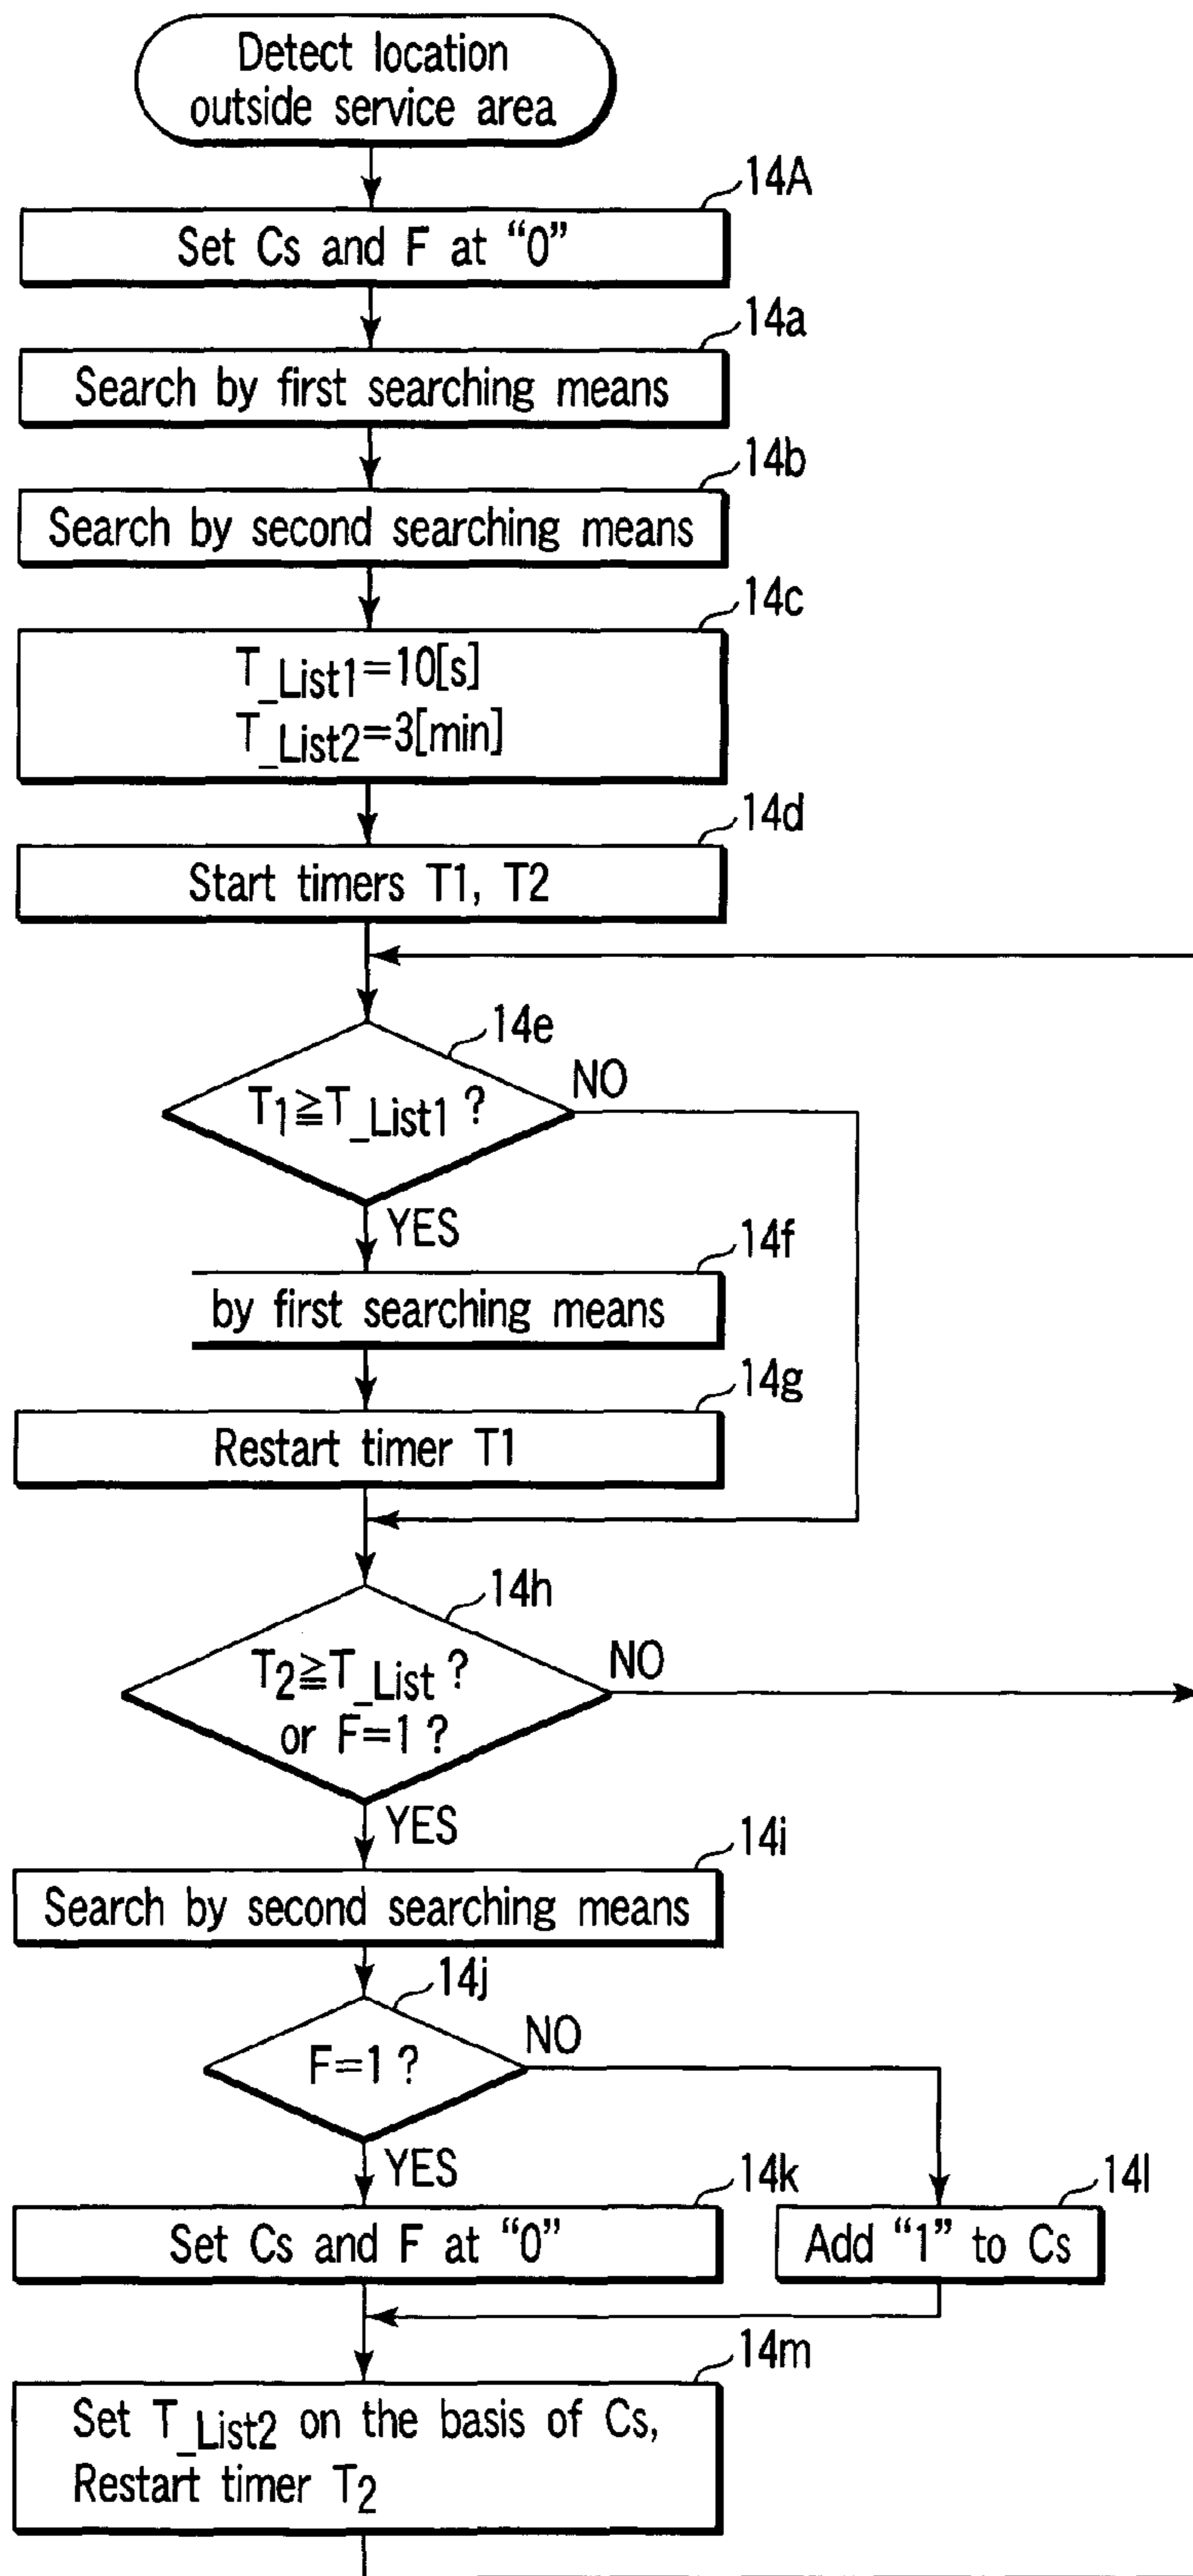 Detect location
outside service area
14A
Set Cs and F at “0”
14a
Search by first searching means
14b
Search by second searching means
14c
T_List1=10[s]
T_List2=3[min]
14d
Start timers T1, T2
14e
T1≧T_List1 ?
NO
YES
14f
by first searching means
14g
Restart timer T1
14h
T2≧T_List ?
or F=1 ?
NO
YES
14i
Search by second searching means
14j
F=1 ?
NO
YES
14k
Set Cs and F at “0”
14l
Add “1” to Cs
14m
Set T_List2 on the basis of Cs,
Restart timer T2